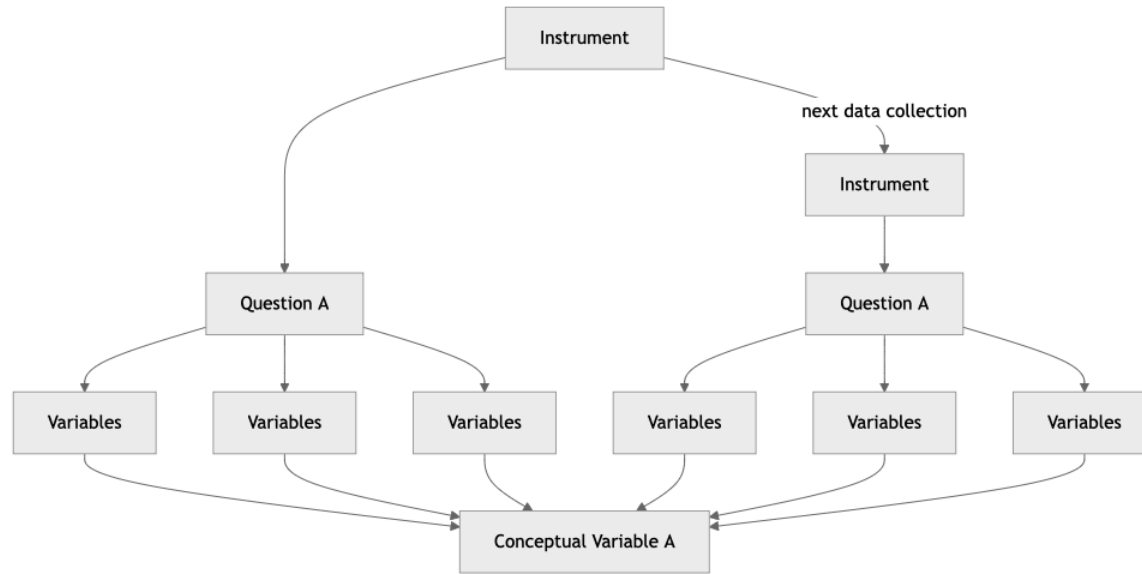 Instrument
next data collection
Instrument
Question A
Question A
Variables
Variables
Variables
Variables
Variables
Variables
Conceptual Variable A